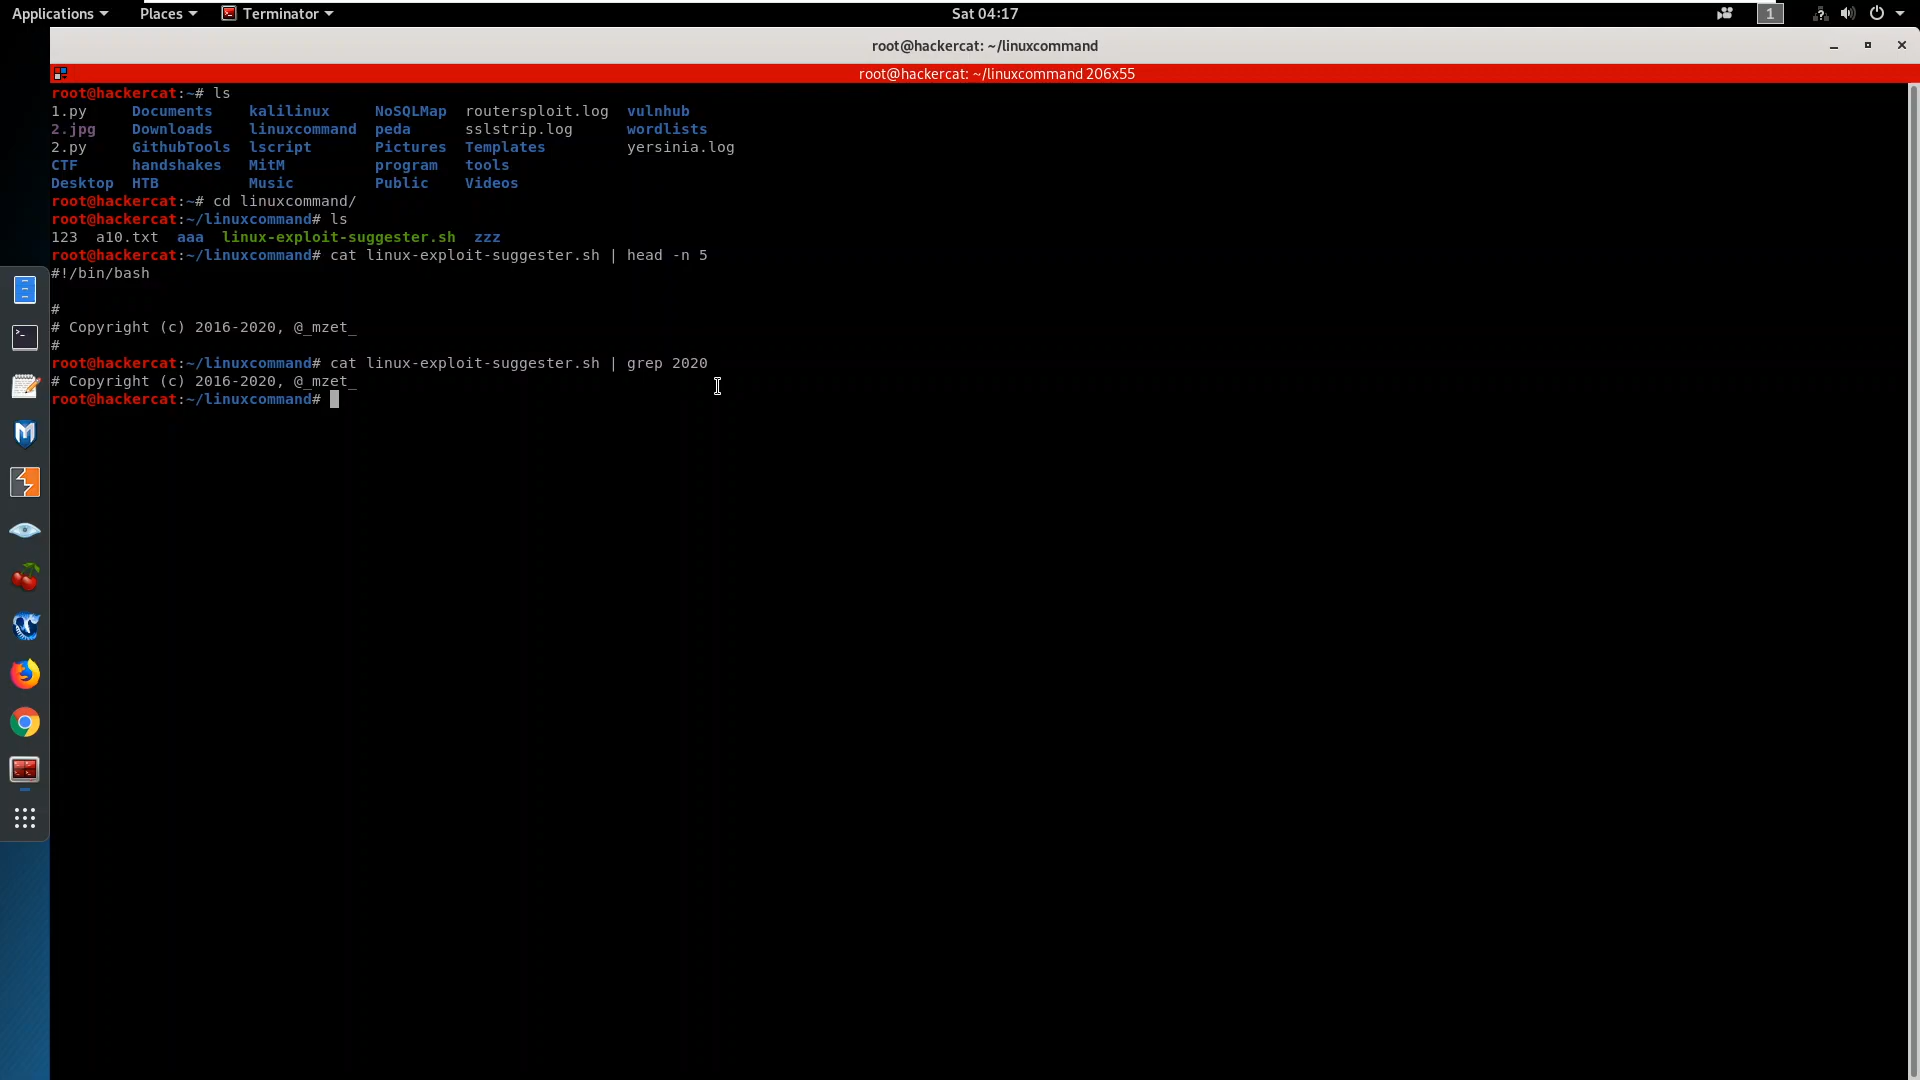 Applications Places Terminator Sat 04:17 1
root@hackercat: ~/linuxcommand
root@hackercat: ~/linuxcommand 206x55
root@hackercat:~# ls
1.py Documents kalilinux NoSQLMap routersploit.log vulnhub
2.jpg Downloads linuxcommand peda sslstrip.log wordlists
2.py GithubTools lscript Pictures Templates yersinia.log
CTF handshakes MitM program tools
Desktop HTB Music Public Videos
root@hackercat:~# cd linuxcommand/
root@hackercat:~/linuxcommand# ls
123 a10.txt aaa linux-exploit-suggester.sh zzz
root@hackercat:~/linuxcommand# cat linux-exploit-suggester.sh | head -n 5
#!/bin/bash

#
# Copyright (c) 2016-2020, @_mzet_
#
root@hackercat:~/linuxcommand# cat linux-exploit-suggester.sh | grep 2020
# Copyright (c) 2016-2020, @_mzet_
root@hackercat:~/linuxcommand#